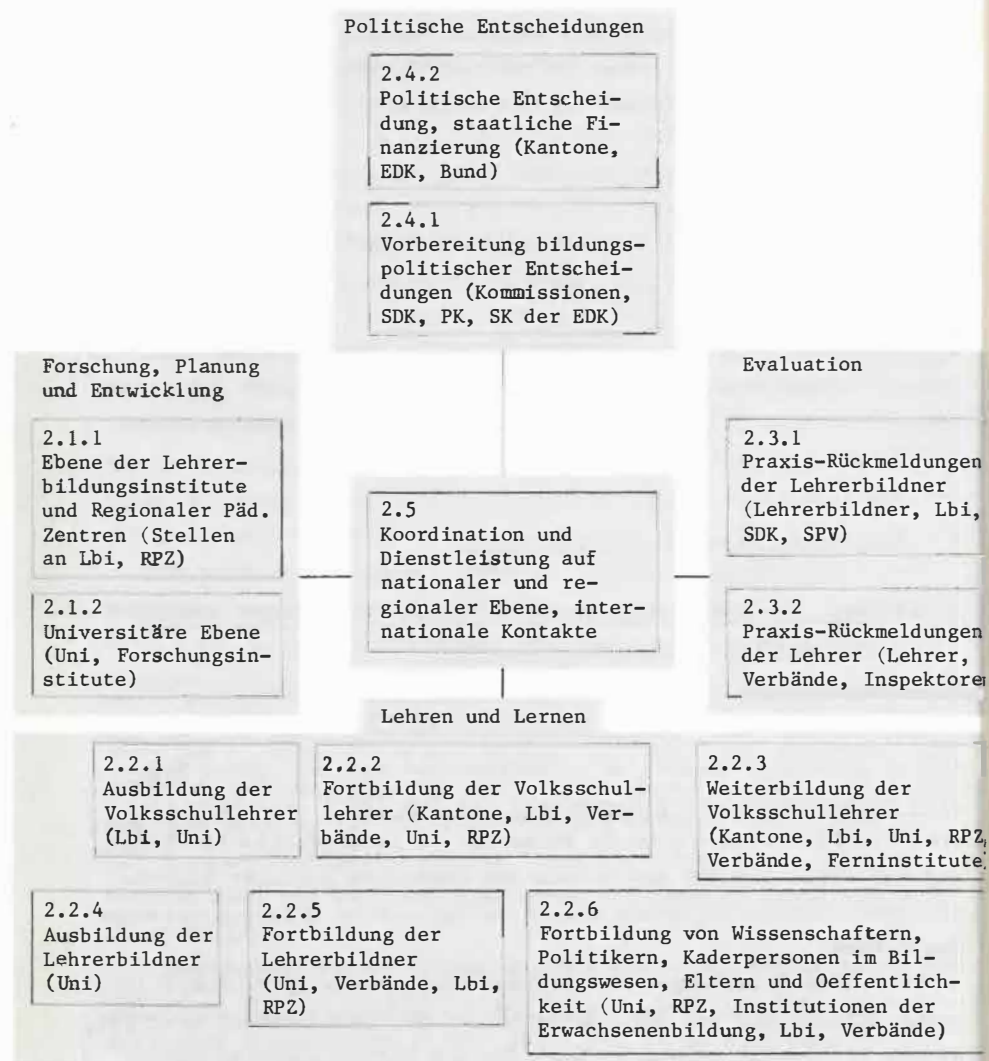 Politische Entscheidungen
2.4.2
Politische Entschei-
dung, staatliche Fi-
nanzierung (Kantone,
EDK, Bund)
2.4.1
Vorbereitung bildungs-
politischer Entschei-
dungen (Kommissionen,
SDK, PK, SK der EDK)
Forschung, Planung
und Entwicklung
2.1.1
Ebene der Lehrer-
bildungsinstitute
und Regionaler Päd.
Zentren (Stellen
an Lbi, RPZ)
2.1.2
Universitäre Ebene
(Uni, Forschungsin-
stitute)
2.5
Koordination und
Dienstleistung auf
nationaler und re-
gionaler Ebene, inter-
nationale Kontakte
Evaluation
2.3.1
Praxis-Rückmeldungen
der Lehrerbildner
(Lehrerbildner, Lbi,
SDK, SPV)
2.3.2
Praxis-Rückmeldungen
der Lehrer (Lehrer,
Verbände, Inspektore
Lehren und Lernen
2.2.1
Ausbildung der
Volksschullehrer
(Lbi, Uni)
2.2.2
Fortbildung der Volksschul-
lehrer (Kantone, Lbi, Ver-
bände, Uni, RPZ)
2.2.3
Weiterbildung der
Volksschullehrer
(Kantone, Lbi, Uni, RPZ,
Verbände, Ferninstitute)
2.2.4
Ausbildung der
Lehrerbildner
(Uni)
2.2.5
Fortbildung der
Lehrerbildner
(Uni, Verbände, Lbi,
RPZ)
2.2.6
Fortbildung von Wissenschaftern,
Politikern, Kaderpersonen im Bil-
dungswesen, Eltern und Oeffentlich-
keit (Uni, RPZ, Institutionen der
Erwachsenenbildung, Lbi, Verbände)